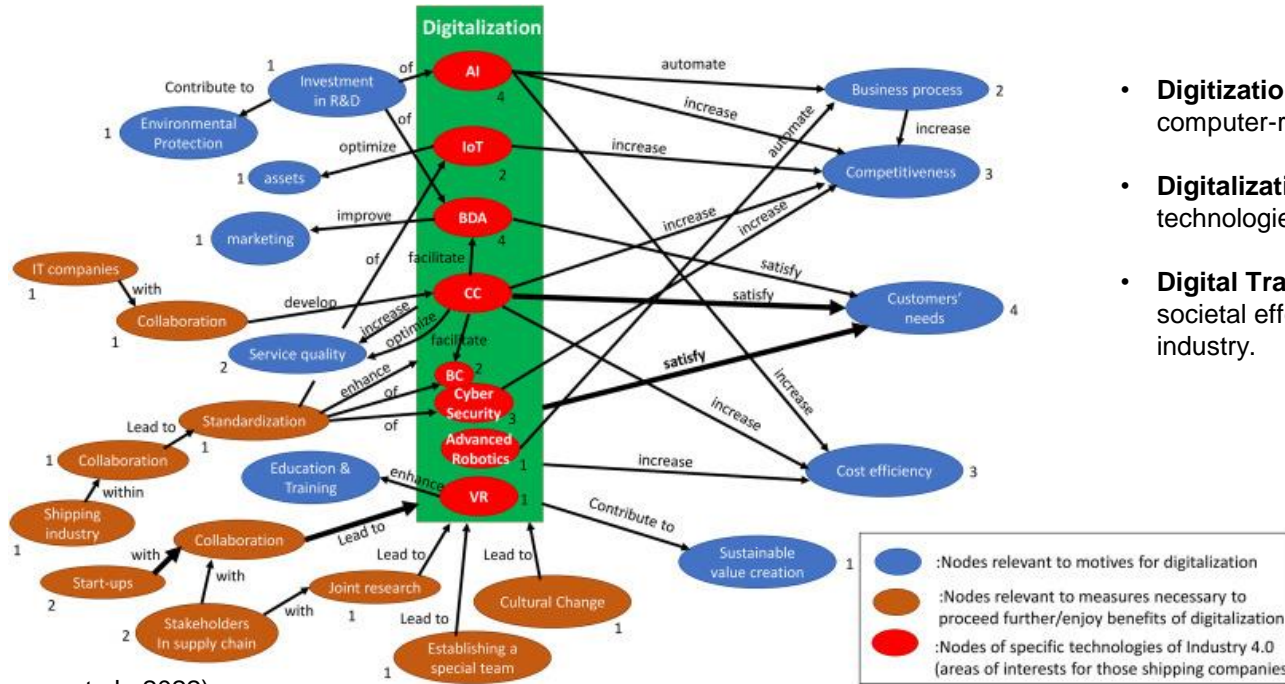 Digitalization
AI
4
automate
Business process
2
1
Investment
in R&D
of
Contribute to
Environmental
Protection
1
of
increase
increase
IoT
2
optimize
assets
1
increase
automate
Competitiveness
3
BDA
4
improve
marketing
1
of
facilitate
increase
increase
satisfy
IT companies
1
with
Collaboration
1
develop
CC
satisfy
Customers'
needs
4
increase
optimize
facilitate
Service quality
2
enhance
BC
2
satisfy
Cyber
Security
3
of
of
increase
Standardization
1
Lead to
Collaboration
1
Advanced
Robotics
1
increase
Cost efficiency
3
within
Education &
Training
enhance
VR
1
Shipping
industry
1
Contribute to
Collaboration
Lead to
with
Start-ups
2
with
Lead to
Lead to
Sustainable
value creation
1
Joint research
1
with
Stakeholders
In supply chain
2
Cultural Change
1
Lead to
Establishing a
special team
1
:Nodes relevant to motives for digitalization
:Nodes relevant to measures necessary to
proceed further/enjoy benefits of digitalization
:Nodes of specific technologies of Industry 4.0
(areas of interests for those shipping companies
•
computer-r
•
technologie
• Digital Tra
societal eff
industry.